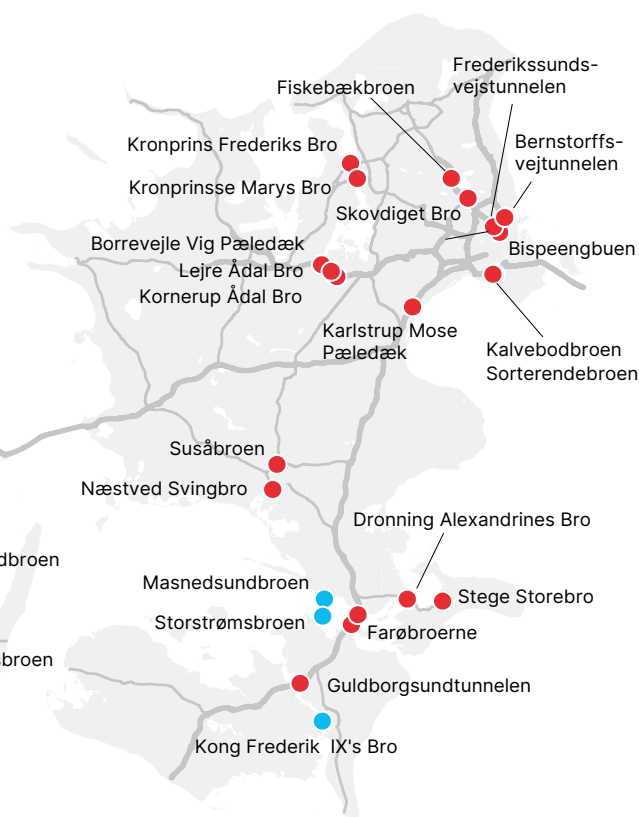 Frederikssunds-
vejstunnelen
Fiskebækbroen
Bernstorffs-
vejtunnelen
Kronprins Frederiks Bro
Kronprinsse Marys Bro
Skovdiget Bro
Borrevejle Vig Pæledæk
Bispeengbuen
Lejre Ådal Bro
Kornerup Ådal Bro
Karlstrup Mose
Pæledæk
Kalvebodbroen
Sorterendebroen
Susåbroen
Næstved Svingbro
Dronning Alexandrines Bro
dbroen
Masnedsundbroen
Stege Storebro
Storstrømsbroen
Farøbroerne
sbroen
Guldborgsundtunnelen
Kong Frederik IX's Bro